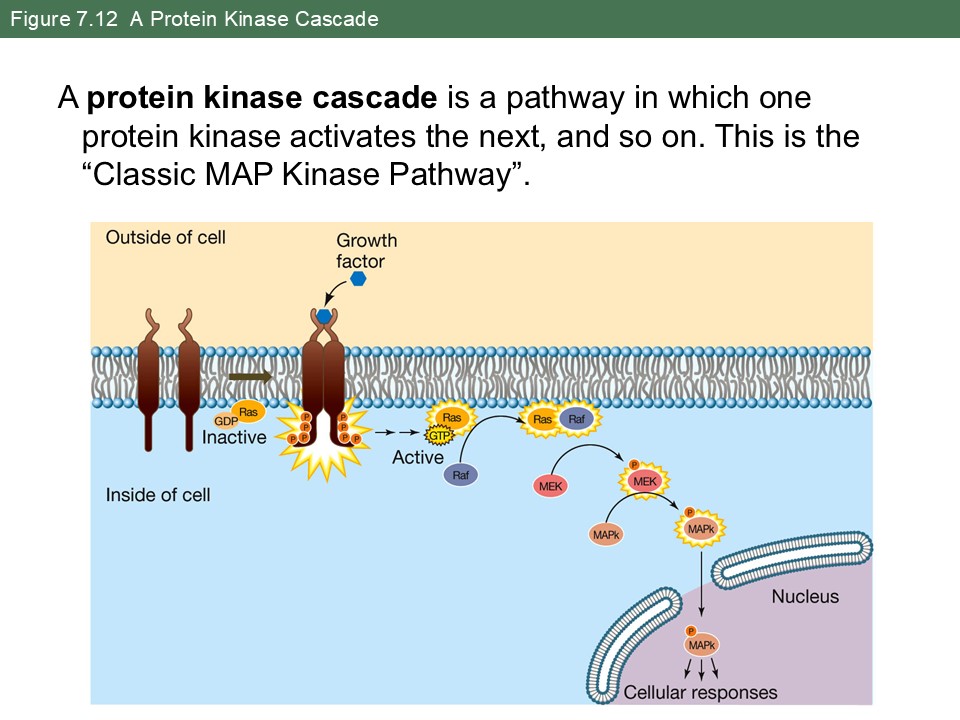 Figure 7.12  A Protein Kinase Cascade
A protein kinase cascade is a pathway in which one
protein kinase activates the next, and so on. This is the
“Classic MAP Kinase Pathway”.
Outside of cell
Growth
factor
Ras
GDP
Inactive
P
P
P
P
P
P
P
P
Ras
GTP
Active
Raf
Ras
Raf
MEK
P
MEK
MAPk
P
MAPk
Inside of cell
Nucleus
P
MAPk
Cellular responses